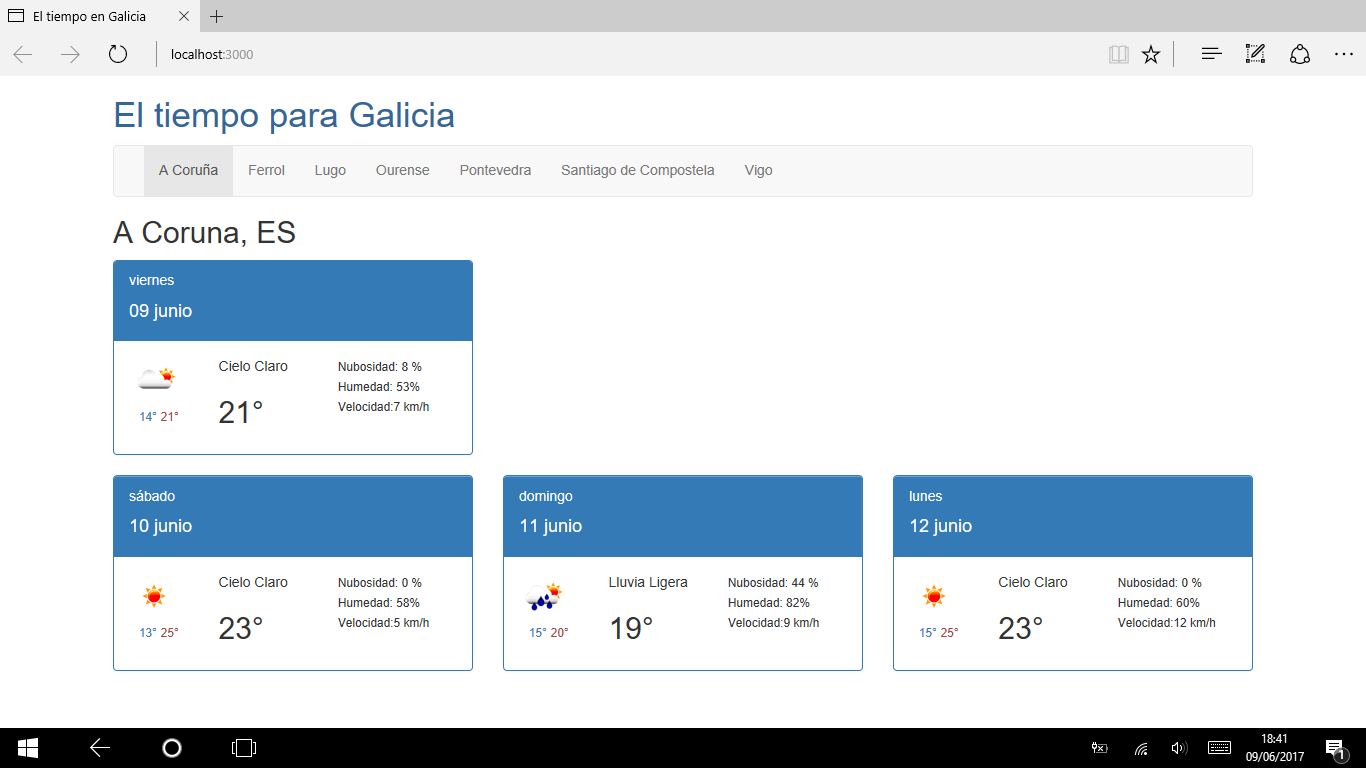 El tiempo en Galicia
localhost:3000
El tiempo para Galicia
A Coruña Ferrol Lugo Ourense Pontevedra Santiago de Compostela Vigo
A Coruna, ES
viernes
09 junio
Cielo Claro
21°
14° 21°
Nubosidad: 8 %
Humedad: 53%
Velocidad:7 km/h
sábado
10 junio
Cielo Claro
23°
13° 25°
Nubosidad: 0 %
Humedad: 58%
Velocidad:5 km/h
domingo
11 junio
Lluvia Ligera
19°
15° 20°
Nubosidad: 44 %
Humedad: 82%
Velocidad:9 km/h
lunes
12 junio
Cielo Claro
23°
15° 25°
Nubosidad: 0 %
Humedad: 60%
Velocidad:12 km/h
18:41
09/06/2017
1